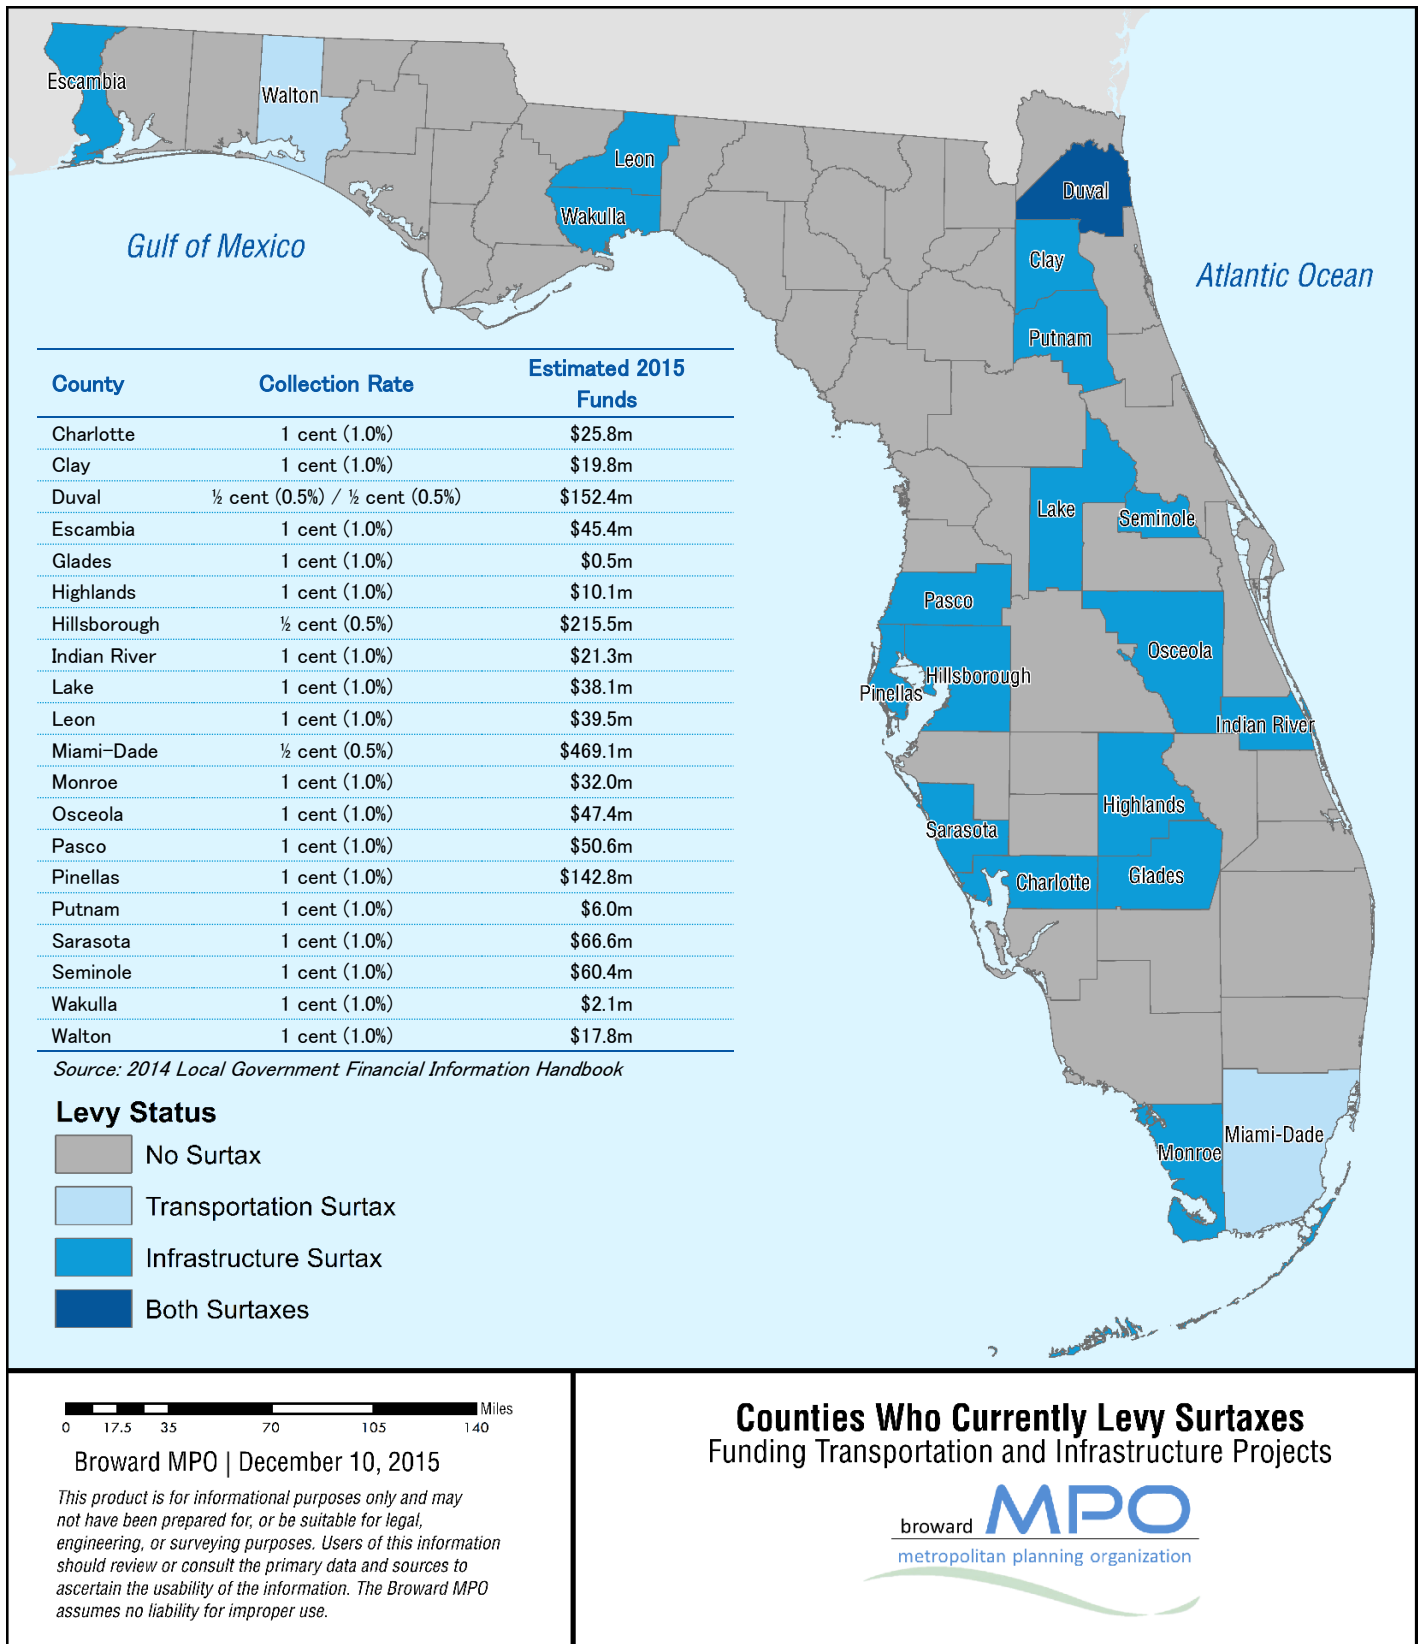 Escambia
Walton
Leon
Wakulla
Duval
Clay
Putnam
Gulf of Mexico
Atlantic Ocean
Lake
Seminole
Pasco
Osceola
Hillsborough
Pinellas
Indian River
Highlands
Sarasota
Charlotte
Glades
Miami-Dade
Monroe
County Collection Rate Estimated 2015 Funds
Charlotte 1 cent (1.0%) $25.8m
Clay 1 cent (1.0%) $19.8m
Duval ½ cent (0.5%) / ½ cent (0.5%) $152.4m
Escambia 1 cent (1.0%) $45.4m
Glades 1 cent (1.0%) $0.5m
Highlands 1 cent (1.0%) $10.1m
Hillsborough ½ cent (0.5%) $215.5m
Indian River 1 cent (1.0%) $21.3m
Lake 1 cent (1.0%) $38.1m
Leon 1 cent (1.0%) $39.5m
Miami-Dade ½ cent (0.5%) $469.1m
Monroe 1 cent (1.0%) $32.0m
Osceola 1 cent (1.0%) $47.4m
Pasco 1 cent (1.0%) $50.6m
Pinellas 1 cent (1.0%) $142.8m
Putnam 1 cent (1.0%) $6.0m
Sarasota 1 cent (1.0%) $66.6m
Seminole 1 cent (1.0%) $60.4m
Wakulla 1 cent (1.0%) $2.1m
Walton 1 cent (1.0%) $17.8m
Source: 2014 Local Government Financial Information Handbook
Levy Status
No Surtax
Transportation Surtax
Infrastructure Surtax
Both Surtaxes
Miles
0 17.5 35 70 105 140
Broward MPO | December 10, 2015
This product is for informational purposes only and may
not have been prepared for, or be suitable for legal,
engineering, or surveying purposes. Users of this information
should review or consult the primary data and sources to
ascertain the usability of the information. The Broward MPO
assumes no liability for improper use.
Counties Who Currently Levy Surtaxes
Funding Transportation and Infrastructure Projects
broward MPO
metropolitan planning organization